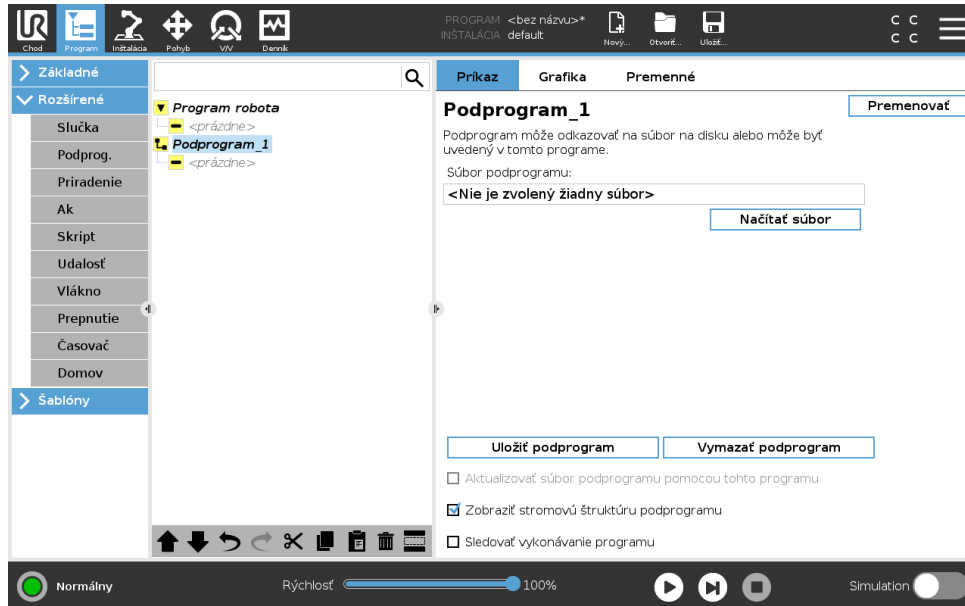 Chod
Program
Inštalácia
Pohyb
V/V
Denník
PROGRAM <bez názvu>*
INŠTALÁCIA default
Nový...
Otvoriť...
Uložiť...
C C
C C
Základné
Rozšírené
Slučka
Podprog.
Priradenie
Ak
Skript
Udalosť
Vlákno
Prepnutie
Časovač
Domov
Šablóny
Program robota
<prázdne>
Podprogram_1
<prázdne>
Príkaz
Grafika
Premenné
Podprogram_1
Premenovať
Podprogram môže odkazovať na súbor na disku alebo môže byť
uvedený v tomto programe.
Súbor podprogramu:
<Nie je zvolený žiadny súbor>
Načítať súbor
Uložiť podprogram
Vymazať podprogram
Aktualizovať súbor podprogramu pomocou tohto programu
Zobraziť stromovú štruktúru podprogramu
Sledovať vykonávanie programu
Normálny
Rýchlosť
100%
Simulation